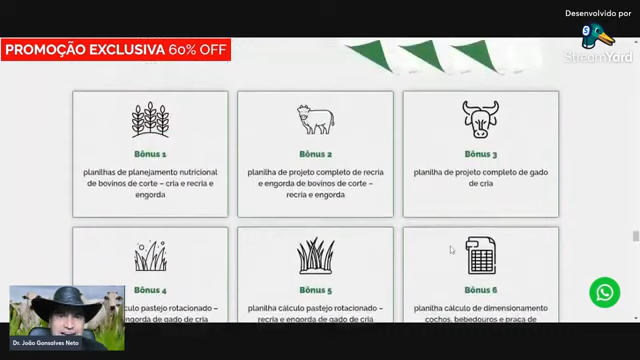 Desenvolvido por
StreamYard
PROMOÇÃO EXCLUSIVA 60% OFF
Bônus 1
planilhas de planejamento nutricional
de bovinos de corte – cria e recria e
engorda
Bônus 2
planilha de projeto completo de recria
e engorda de bovinos de corte –
recria e engorda
Bônus 3
planilha de projeto completo de gado
de cria
Bônus 4
cálculo pastejo rotacionado –
engorda de gado de cria
Bônus 5
planilha cálculo pastejo rotacionado –
recria e engorda de gado de cria
Bônus 6
planilha cálculo de dimensionamento
cochos, bebedouros e praça de
Dr. João Gonsalves Neto